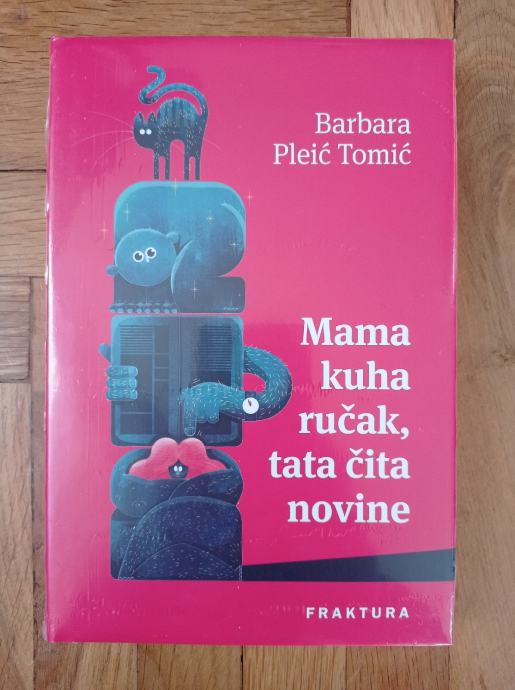 Barbara
Pleić Tomić
Mama
kuha
ručak,
tata čita
novine
FRAKTURA